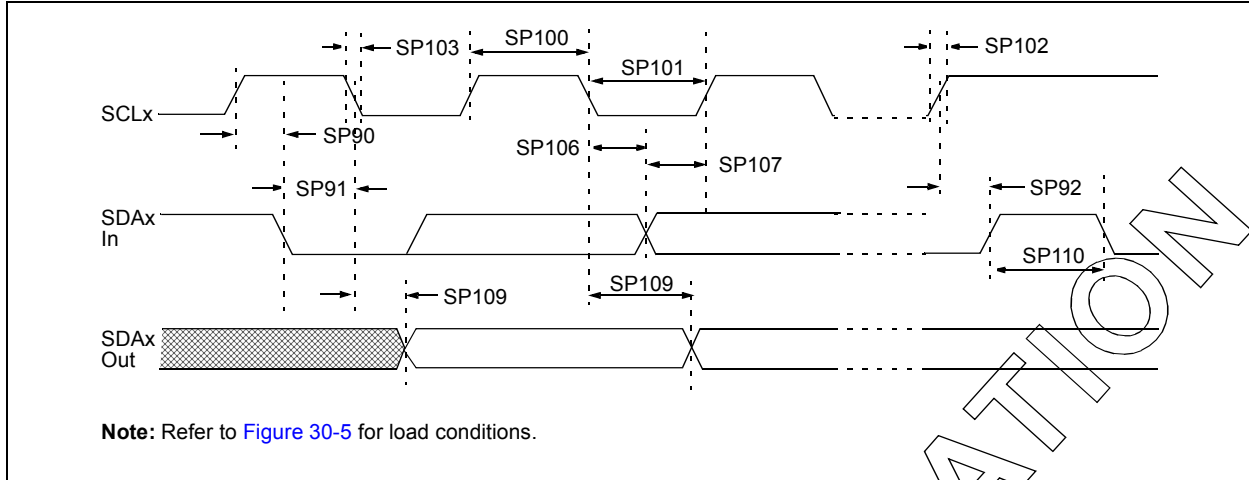 SP103
SP100
SP102
SP101
SCLx
SP90
SP106
SP107
SP91
SP92
SDAx
In
SP110
SP109
SP109
SDAx
Out
Note: Refer to Figure 30-5 for load conditions.
ATION